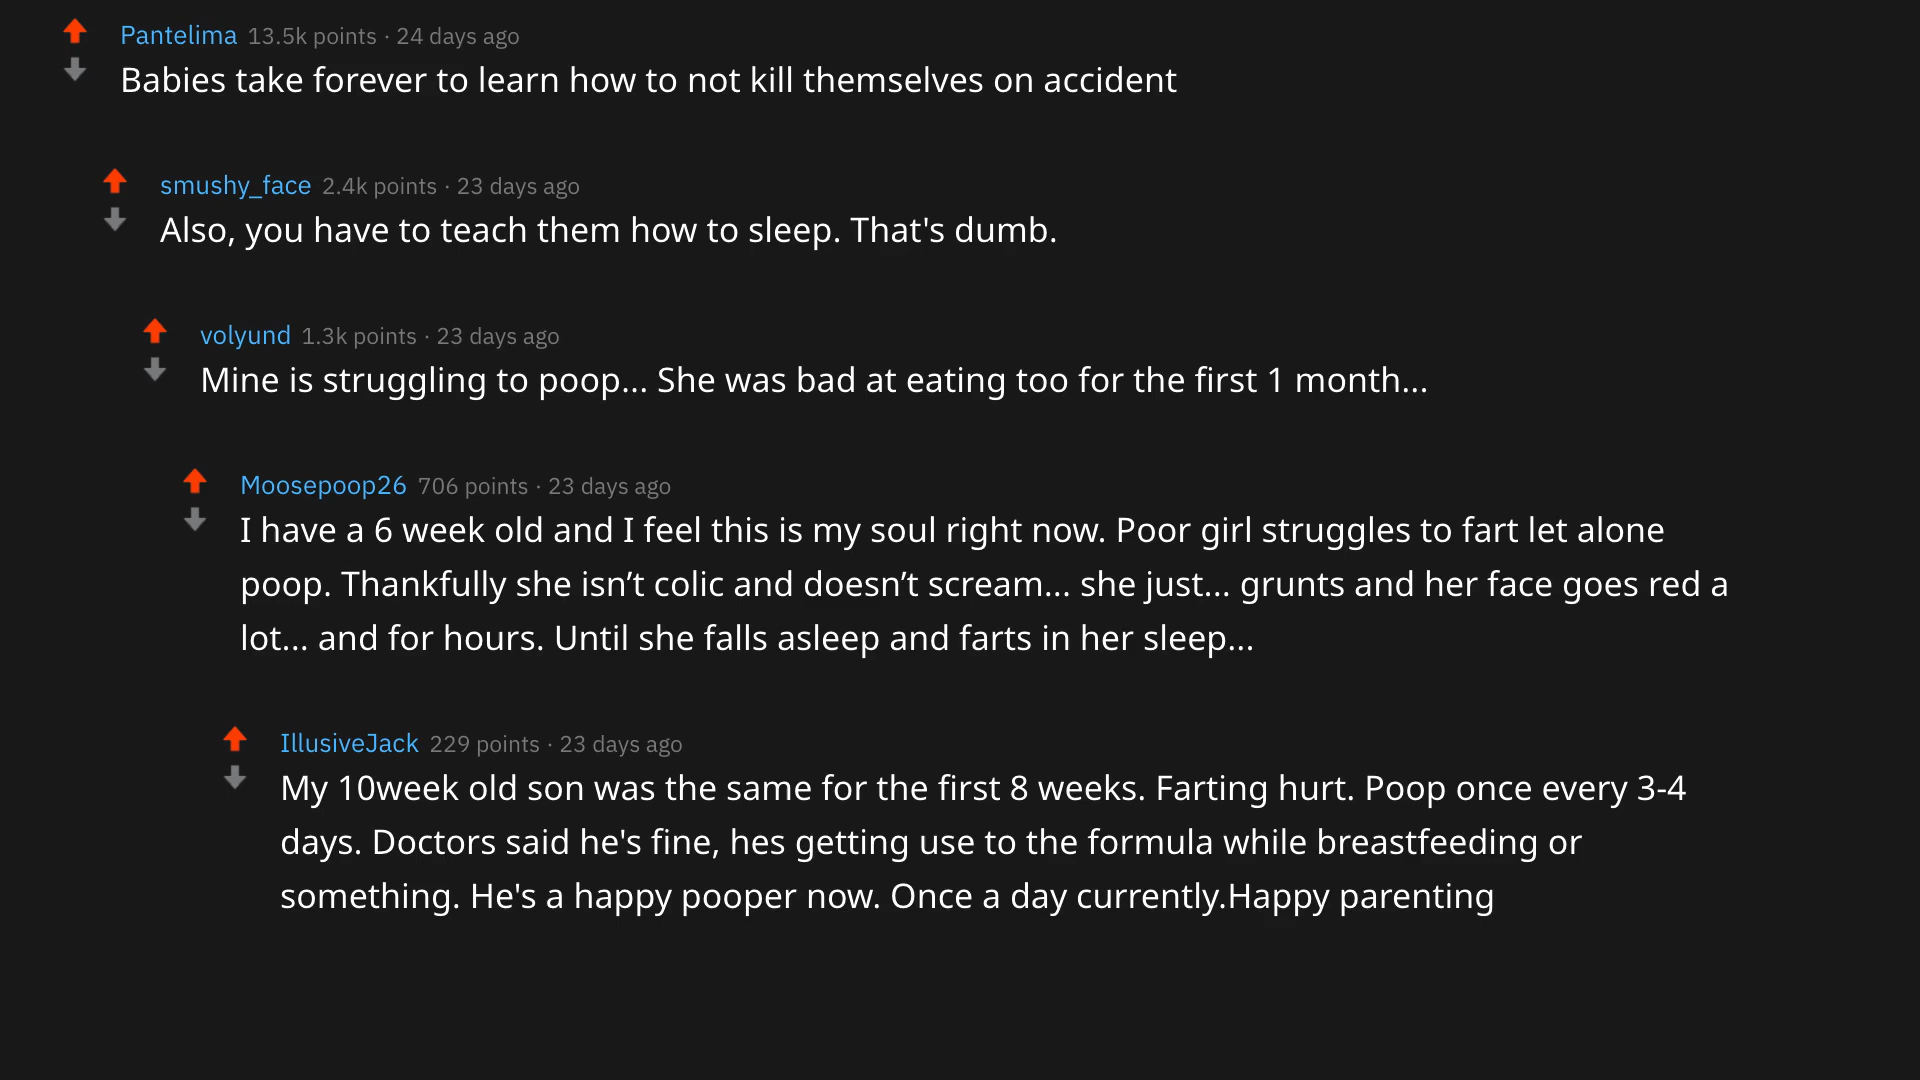 Pantelima 13.5k points · 24 days ago
Babies take forever to learn how to not kill themselves on accident
smushy_face 2.4k points · 23 days ago
Also, you have to teach them how to sleep. That's dumb.
volyund 1.3k points · 23 days ago
Mine is struggling to poop... She was bad at eating too for the first 1 month...
Moosepoop26 706 points · 23 days ago
I have a 6 week old and I feel this is my soul right now. Poor girl struggles to fart let alone
poop. Thankfully she isn’t colic and doesn’t scream... she just... grunts and her face goes red a
lot... and for hours. Until she falls asleep and farts in her sleep...
IllusiveJack 229 points · 23 days ago
My 10week old son was the same for the first 8 weeks. Farting hurt. Poop once every 3-4
days. Doctors said he's fine, hes getting use to the formula while breastfeeding or
something. He's a happy pooper now. Once a day currently.Happy parenting